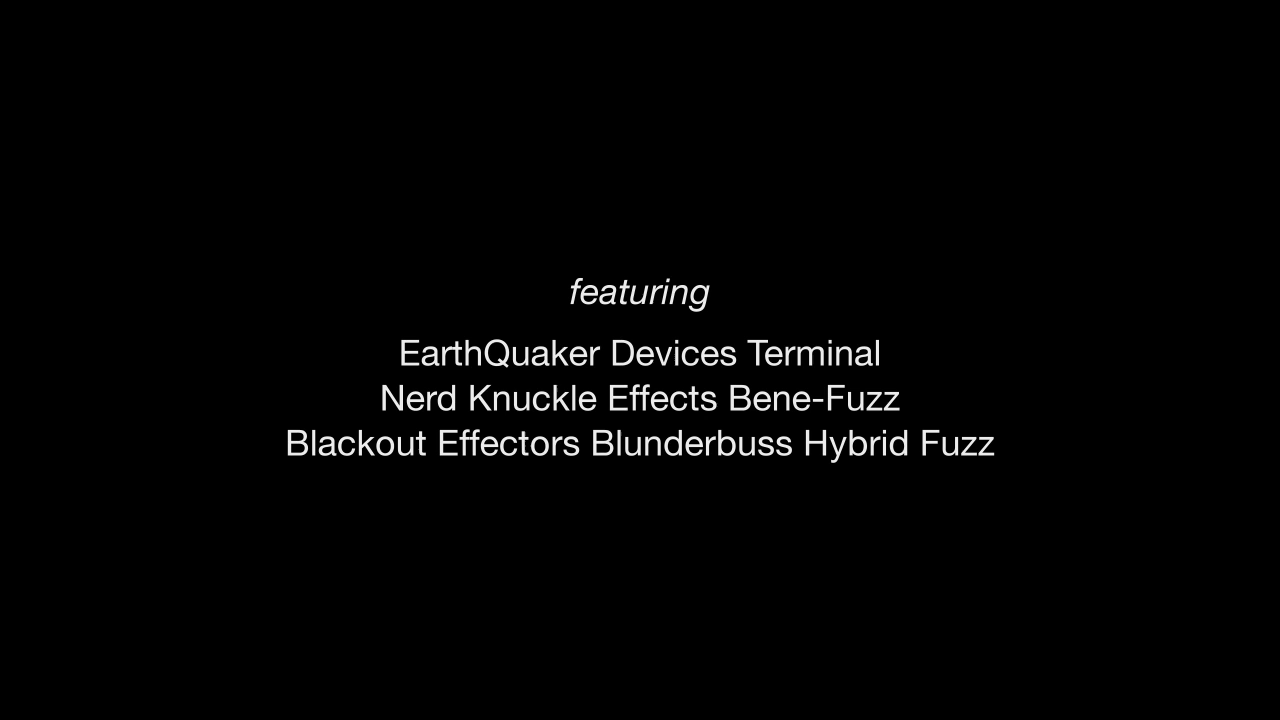 featuring
EarthQuaker Devices Terminal
Nerd Knuckle Effects Bene-Fuzz
Blackout Effectors Blunderbuss Hybrid Fuzz